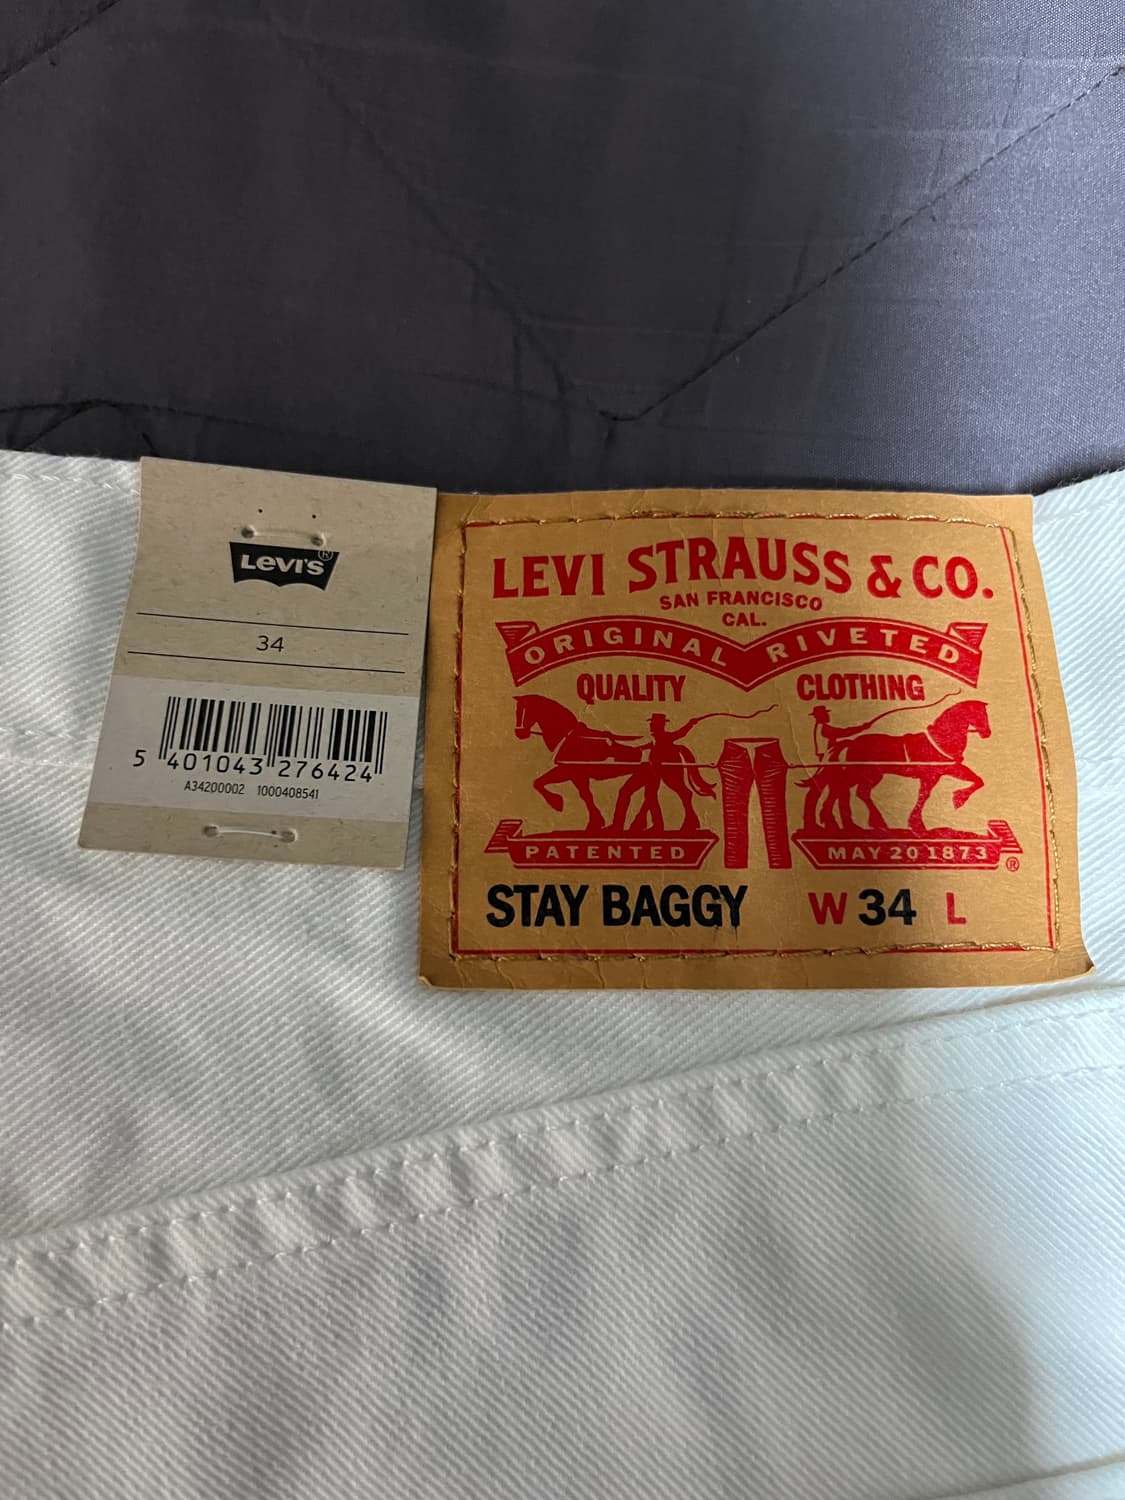 LEVI'S®
34
5 401043 276424
A34200002 1000408541
LEVI STRAUSS & CO.
SAN FRANCISCO
CAL.
ORIGINAL RIVETED
QUALITY CLOTHING
PATENTED MAY 20 1873 ®
STAY BAGGY W 34 L